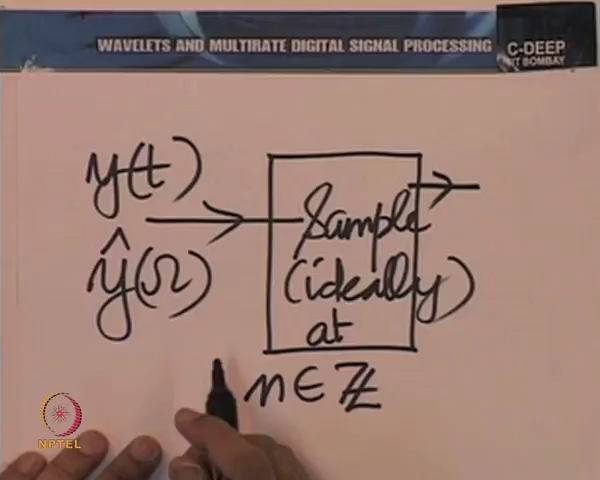 WAVELETS AND MULTIRATE DIGITAL SIGNAL PROCESSING
C-DEEP
IIT BOMBAY
y(t)
ŷ(Ω)
Sample
(ideally)
at
n ∈ ℤ
NPTEL